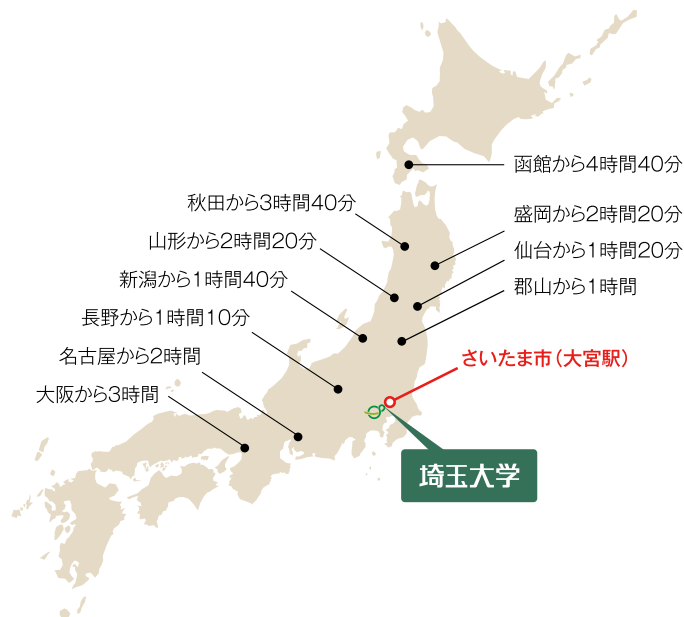 函館から4時間40分
秋田から3時間40分
盛岡から2時間20分
山形から2時間20分
仙台から1時間20分
新潟から1時間40分
郡山から1時間
長野から1時間10分
名古屋から2時間
さいたま市(大宮駅)
大阪から3時間
埼玉大学